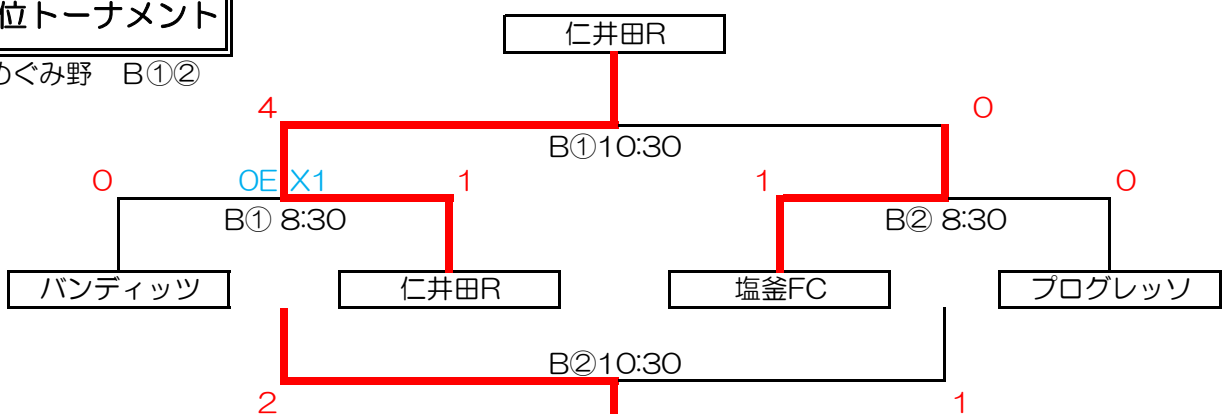 位トーナメント
仁井田R
めぐみ野 B①②
4
0
B①10:30
0
0E X1
1
1
0
B① 8:30
B② 8:30
バンディッツ
仁井田R
塩釜FC
プログレッソ
B②10:30
2
1